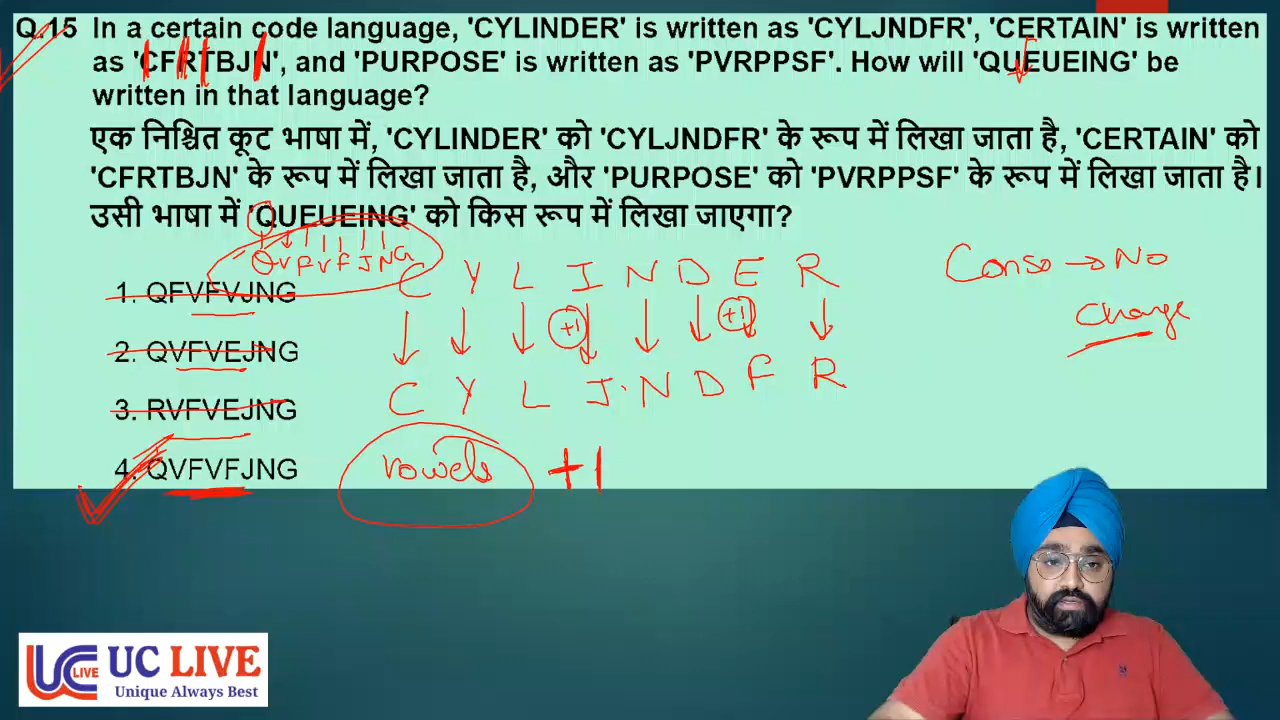 Q.15 In a certain code language, 'CYLINDER' is written as 'CYLJNDFR', 'CERTAIN' is written
as 'CFRTBJN', and 'PURPOSE' is written as 'PVRPPSF'. How will 'QUEUEING' be
written in that language?
एक निश्चित कूट भाषा में, 'CYLINDER' को 'CYLJNDFR' के रूप में लिखा जाता है, 'CERTAIN' को
'CFRTBJN' के रूप में लिखा जाता है, और 'PURPOSE' को 'PVRPPSF' के रूप में लिखा जाता है।
उसी भाषा में 'QUEUEING' को किस रूप में लिखा जाएगा?
QVFVFJNG
1. QFVFVJNG
2. QVFVEJNG
3. RVFVEJNG
4. QVFVFJNG
C Y L I N D E R
+1 +1
C Y L J N D F R
vowels +1
Conso → No
change
UC LIVE
LIVE
Unique Always Best